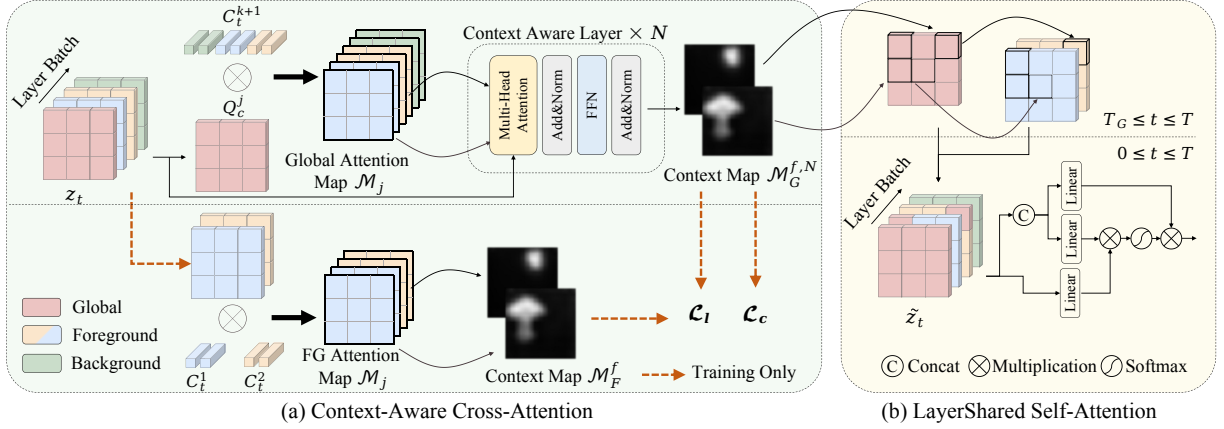 C_t^{k+1}
Layer Batch
Q_c^j
z_t
Global Attention
Map 𝓜_j
Context Aware Layer × N
Multi-Head
Attention
Add&Norm
FFN
Add&Norm
Context Map 𝓜_G^{f,N}
Global
Foreground
Background
C_t^1
C_t^2
FG Attention
Map 𝓜_j
Context Map 𝓜_F^f
𝓛_l
𝓛_c
Training Only
(a) Context-Aware Cross-Attention
T_G ≤ t ≤ T
0 ≤ t ≤ T
Layer Batch
z̃_t
C
Linear
Linear
Linear
C Concat
Multiplication
Softmax
(b) LayerShared Self-Attention